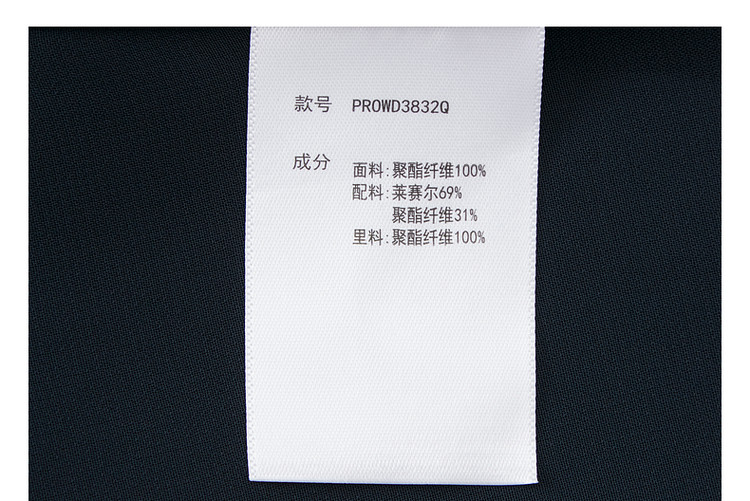 款号 PROWD3832Q
成分 面料:聚酯纤维100%
配料:莱赛尔69%
聚酯纤维31%
里料:聚酯纤维100%